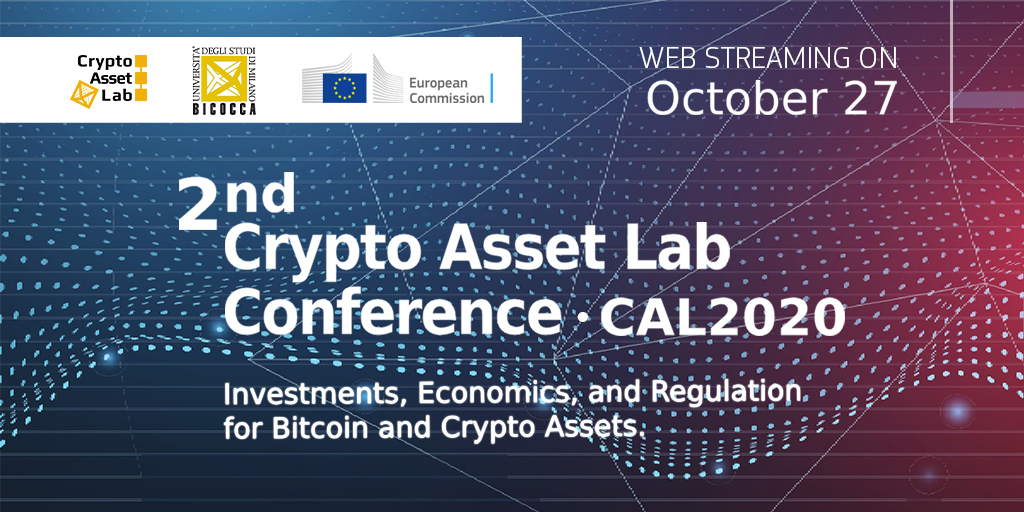 Crypto
Asset
Lab
UNIVERSITÀ DEGLI STUDI DI MILANO
BICOCCA
European
Commission
WEB STREAMING ON
October 27
2nd
Crypto Asset Lab
Conference · CAL2020
Investments, Economics, and Regulation
for Bitcoin and Crypto Assets.